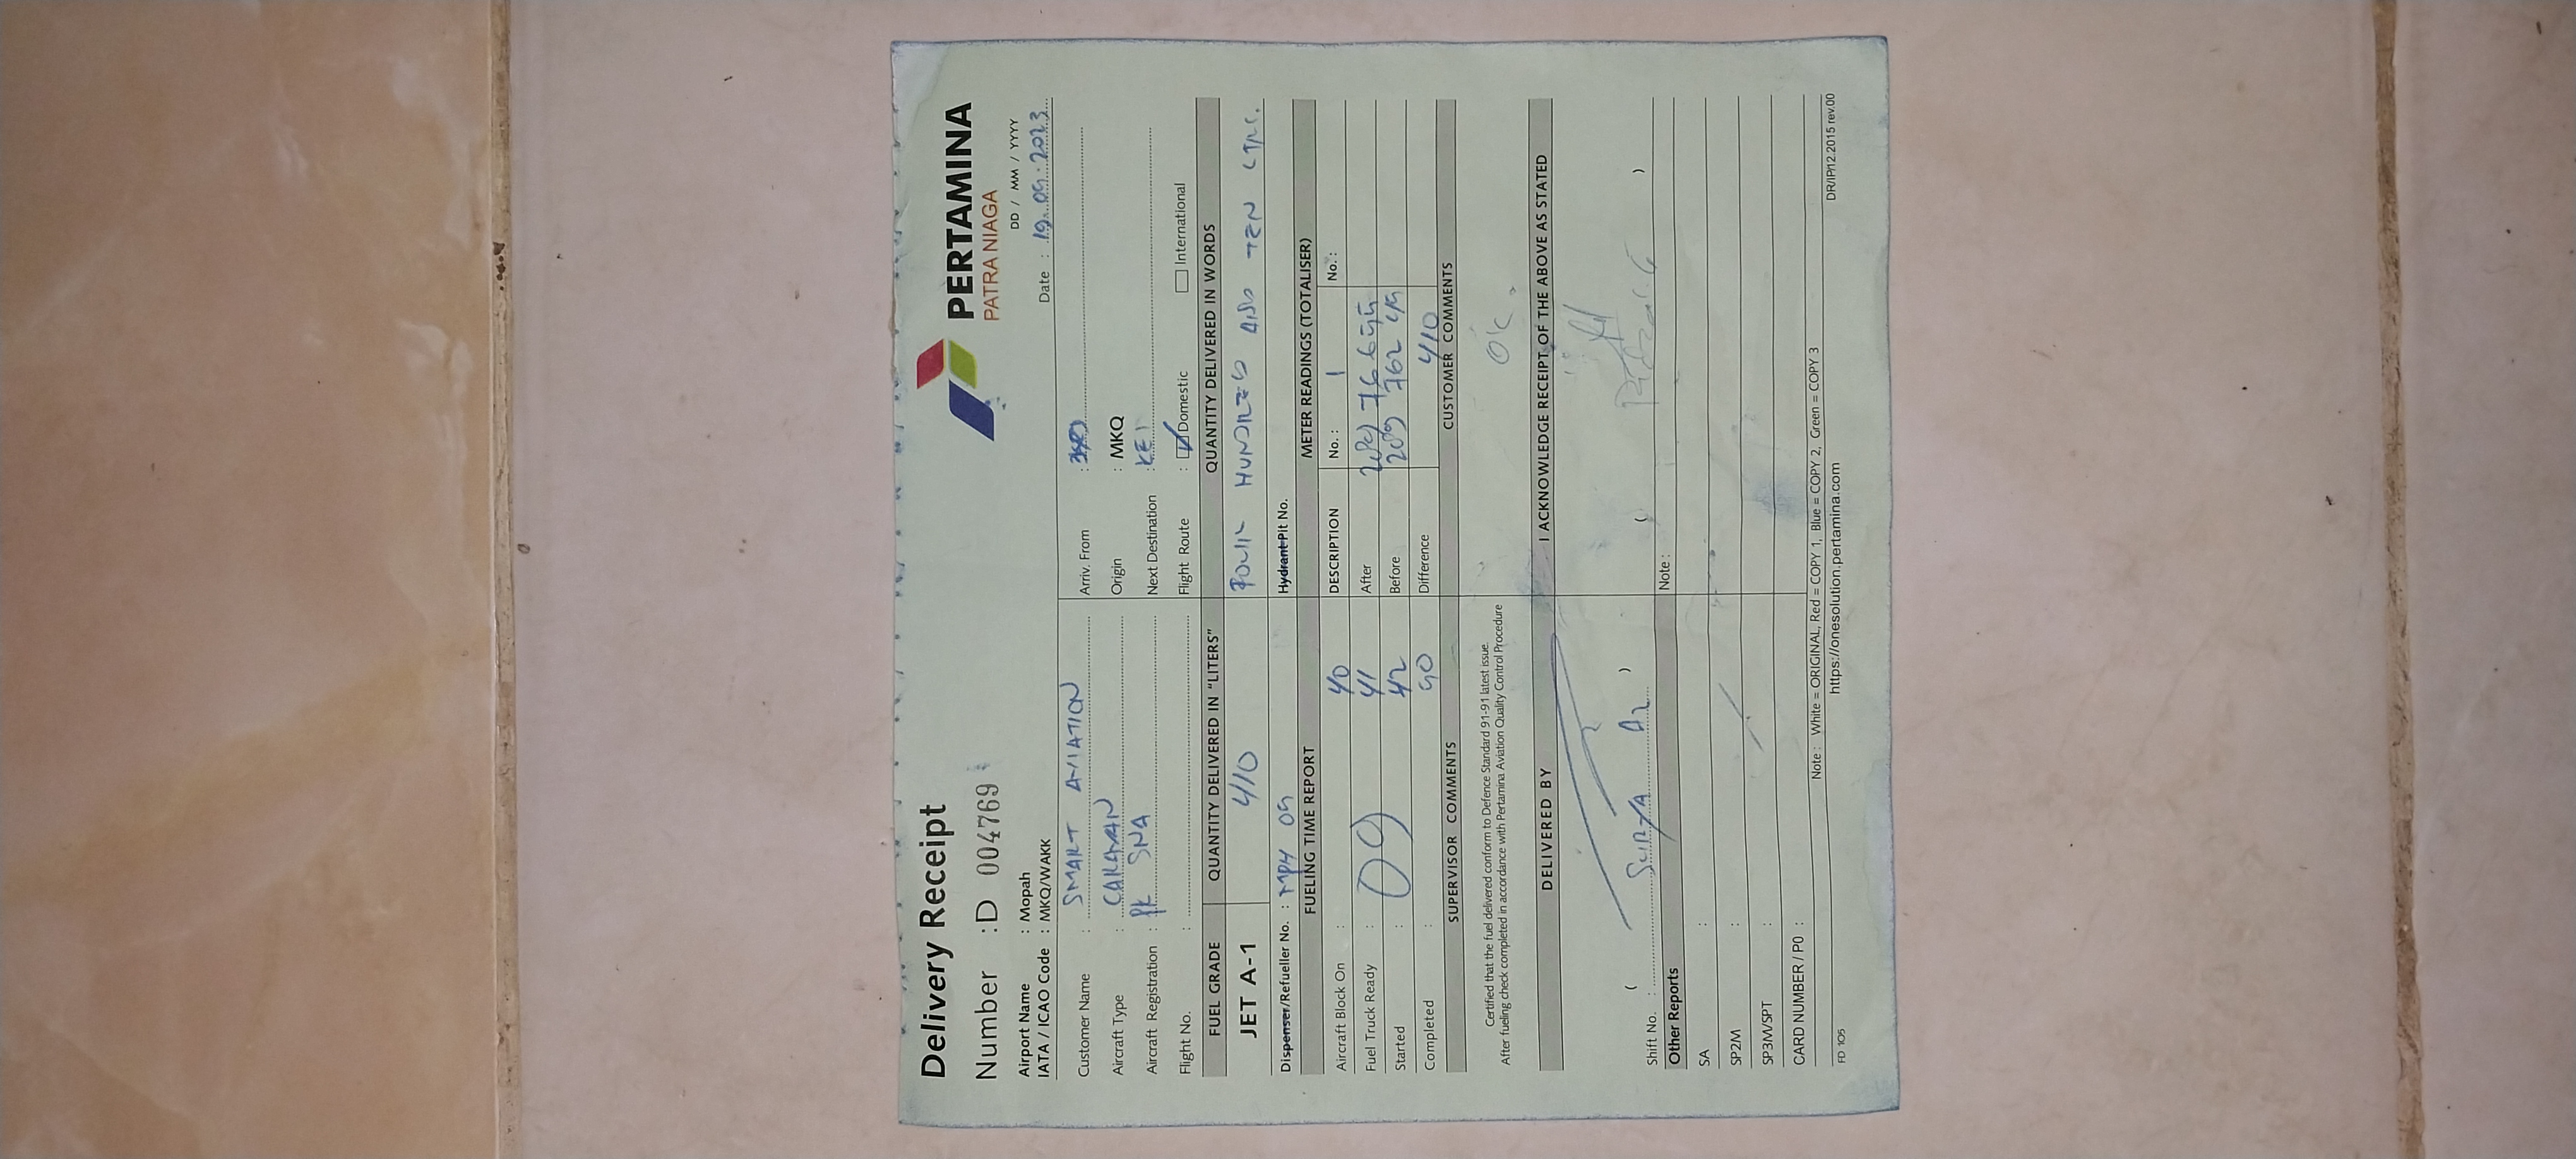 Delivery Receipt
PERTAMINA
PATRA NIAGA
Number : D 004769
DD / MM / YYYY
Airport Name : Mopah
IATA / ICAO Code : MKQ/WAKK
Date : 19.09.2023
Customer Name : SMART AVIATION
Arriv. From :
Aircraft Type : CARAVAN
Origin : MKQ
Aircraft Registration : PK SNA
Next Destination : KEI
Flight No. :
Flight Route : Domestic International
FUEL GRADE
QUANTITY DELIVERED IN "LITERS"
QUANTITY DELIVERED IN WORDS
JET A-1
410
FOUR HUNDRED AND TEN LTRS.
Dispenser/Refueller No. : MPH 09
Hydrant Pit No.
FUELING TIME REPORT
METER READINGS (TOTALISER)
Aircraft Block On : 40
DESCRIPTION
No. : 1
No. :
Fuel Truck Ready : 41
After
Started : 09 42
Before
Completed : 50
Difference 410
SUPERVISOR COMMENTS
CUSTOMER COMMENTS
Certified that the fuel delivered conform to Defence Standard 91-91 latest issue.
After fueling check completed in accordance with Pertamina Aviation Quality Control Procedure
OK.
DELIVERED BY
I ACKNOWLEDGE RECEIPT OF THE ABOVE AS STATED
( )
( )
Shift No. : SURYA A2
Other Reports
Note :
SA :
SP2M :
SP3M/SPT :
CARD NUMBER / PO :
Note : White = ORIGINAL, Red = COPY 1, Blue = COPY 2, Green = COPY 3
FD 105
https://onesolution.pertamina.com
DR/IP/12.2015 rev.00